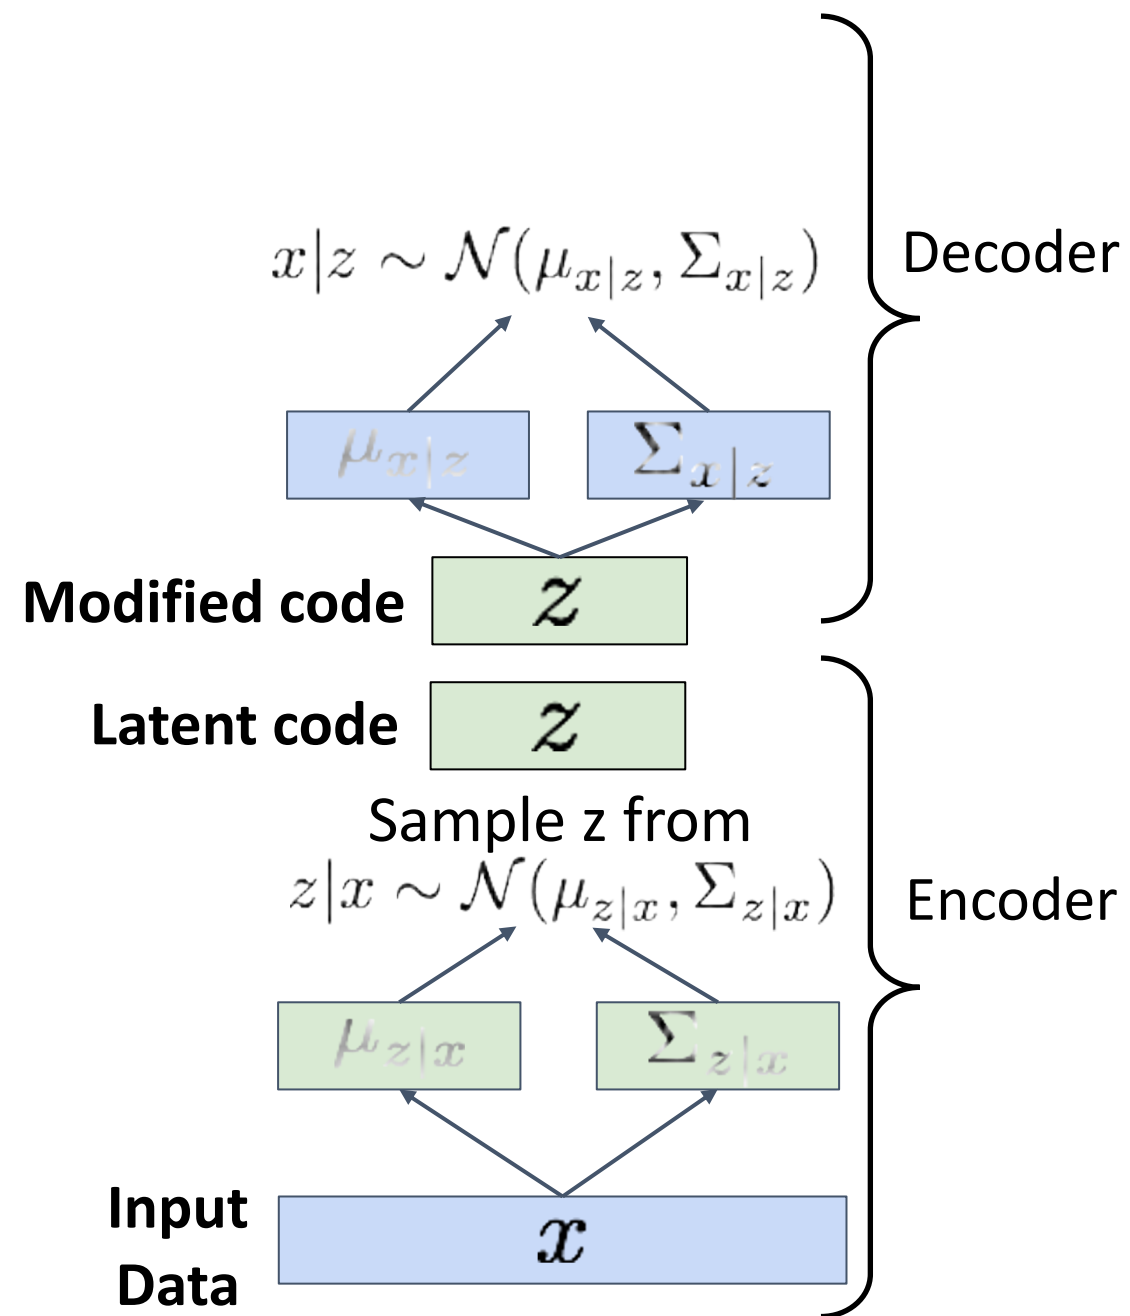 x|z ∼ 𝒩(μ_{x|z}, Σ_{x|z})
Decoder
μ_{x|z}
Σ_{x|z}
Modified code
z
Latent code
z
Sample z from
z|x ∼ 𝒩(μ_{z|x}, Σ_{z|x})
Encoder
μ_{z|x}
Σ_{z|x}
Input
Data
x